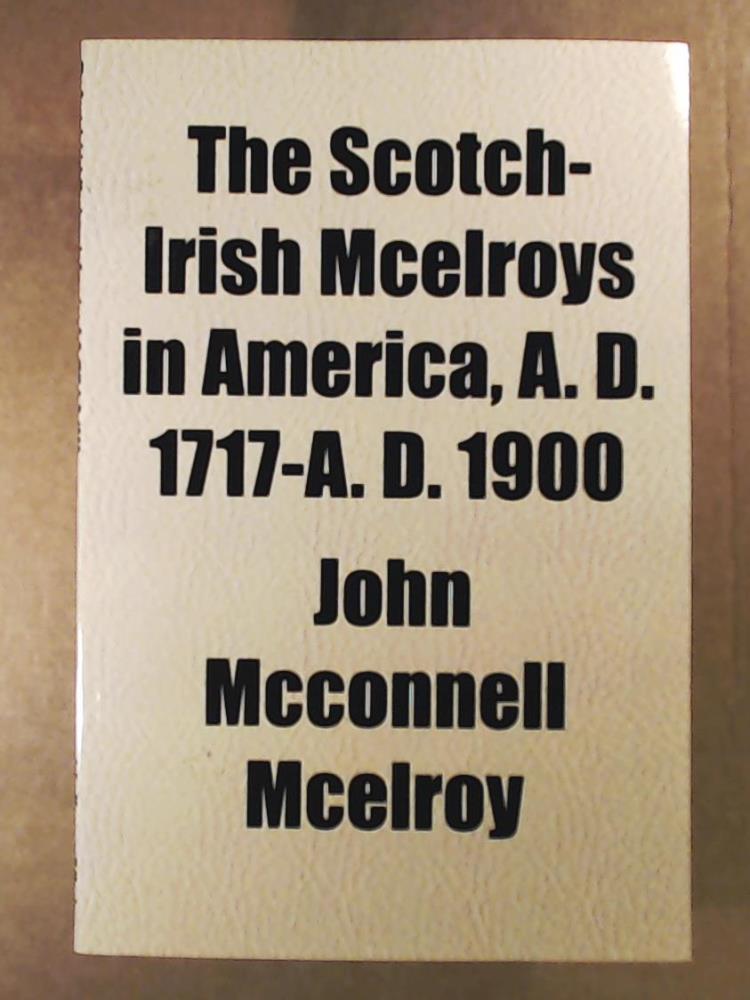 The Scotch-
Irish Mcelroys
in America, A. D.
1717-A. D. 1900
John
Mcconnell
Mcelroy